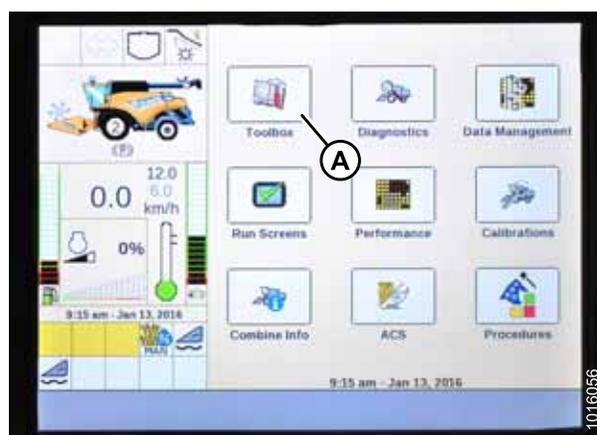 Toolbox
Diagnostics
Data Management
A
12.0
6.0
0.0
km/h
Run Screens
Performance
Calibrations
0%
9:15 am - Jan 13, 2016
MAN
Combine Info
ACS
Procedures
9:15 am - Jan 13, 2016
1016056